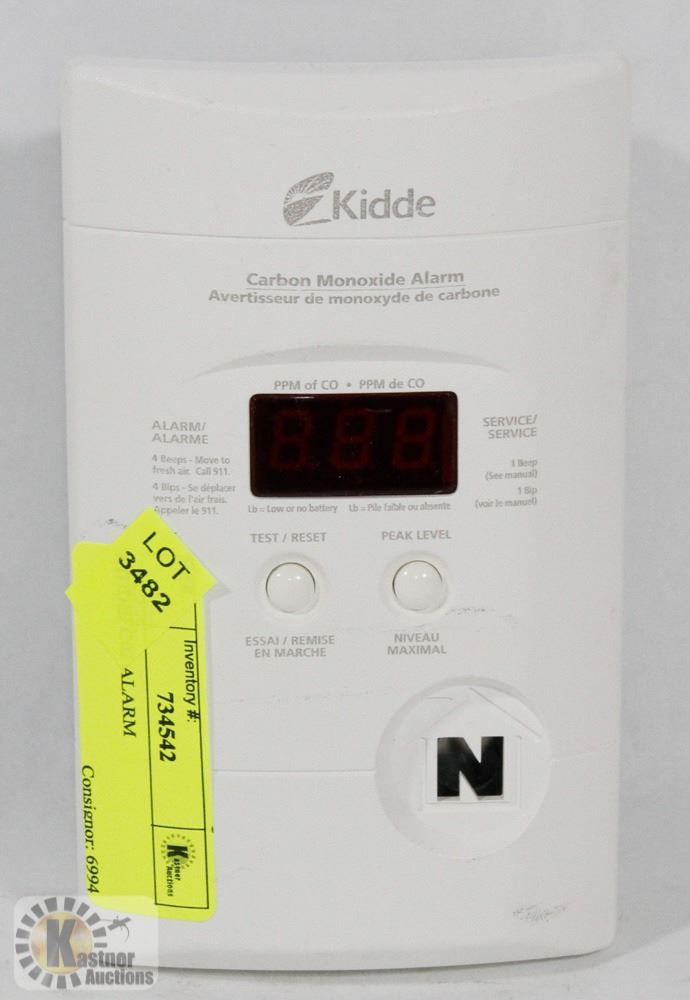 Kidde
Carbon Monoxide Alarm
Avertisseur de monoxyde de carbone
PPM of CO • PPM de CO
ALARM/
ALARME
4 Beeps - Move to
fresh air. Call 911.
4 Bips - Se déplacer
vers de l'air frais.
Appeler le 911.
888
SERVICE/
SERVICE
1 Beep
(See manual)
1 Bip
(voir le manuel)
Lb = Low or no battery Lb = Pile faible ou absente
TEST / RESET
PEAK LEVEL
ESSAI / REMISE
EN MARCHE
NIVEAU
MAXIMAL
LOT
3482
Inventory #:
734542
ALARM
Consignor: 6994
Kastner
Auctions
N
Kastner
Auctions